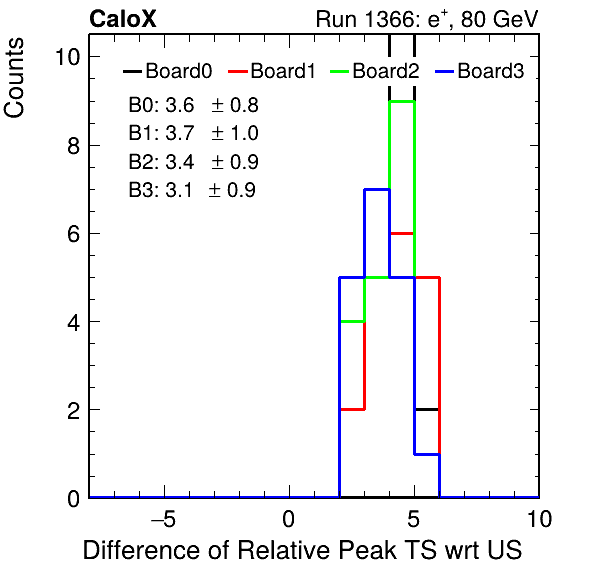 CaloX Run 1366: e+, 80 GeV
Counts
Board0 Board1 Board2 Board3
B0: 3.6 ± 0.8
B1: 3.7 ± 1.0
B2: 3.4 ± 0.9
B3: 3.1 ± 0.9
10
8
6
4
2
0
−5 0 5 10
Difference of Relative Peak TS wrt US